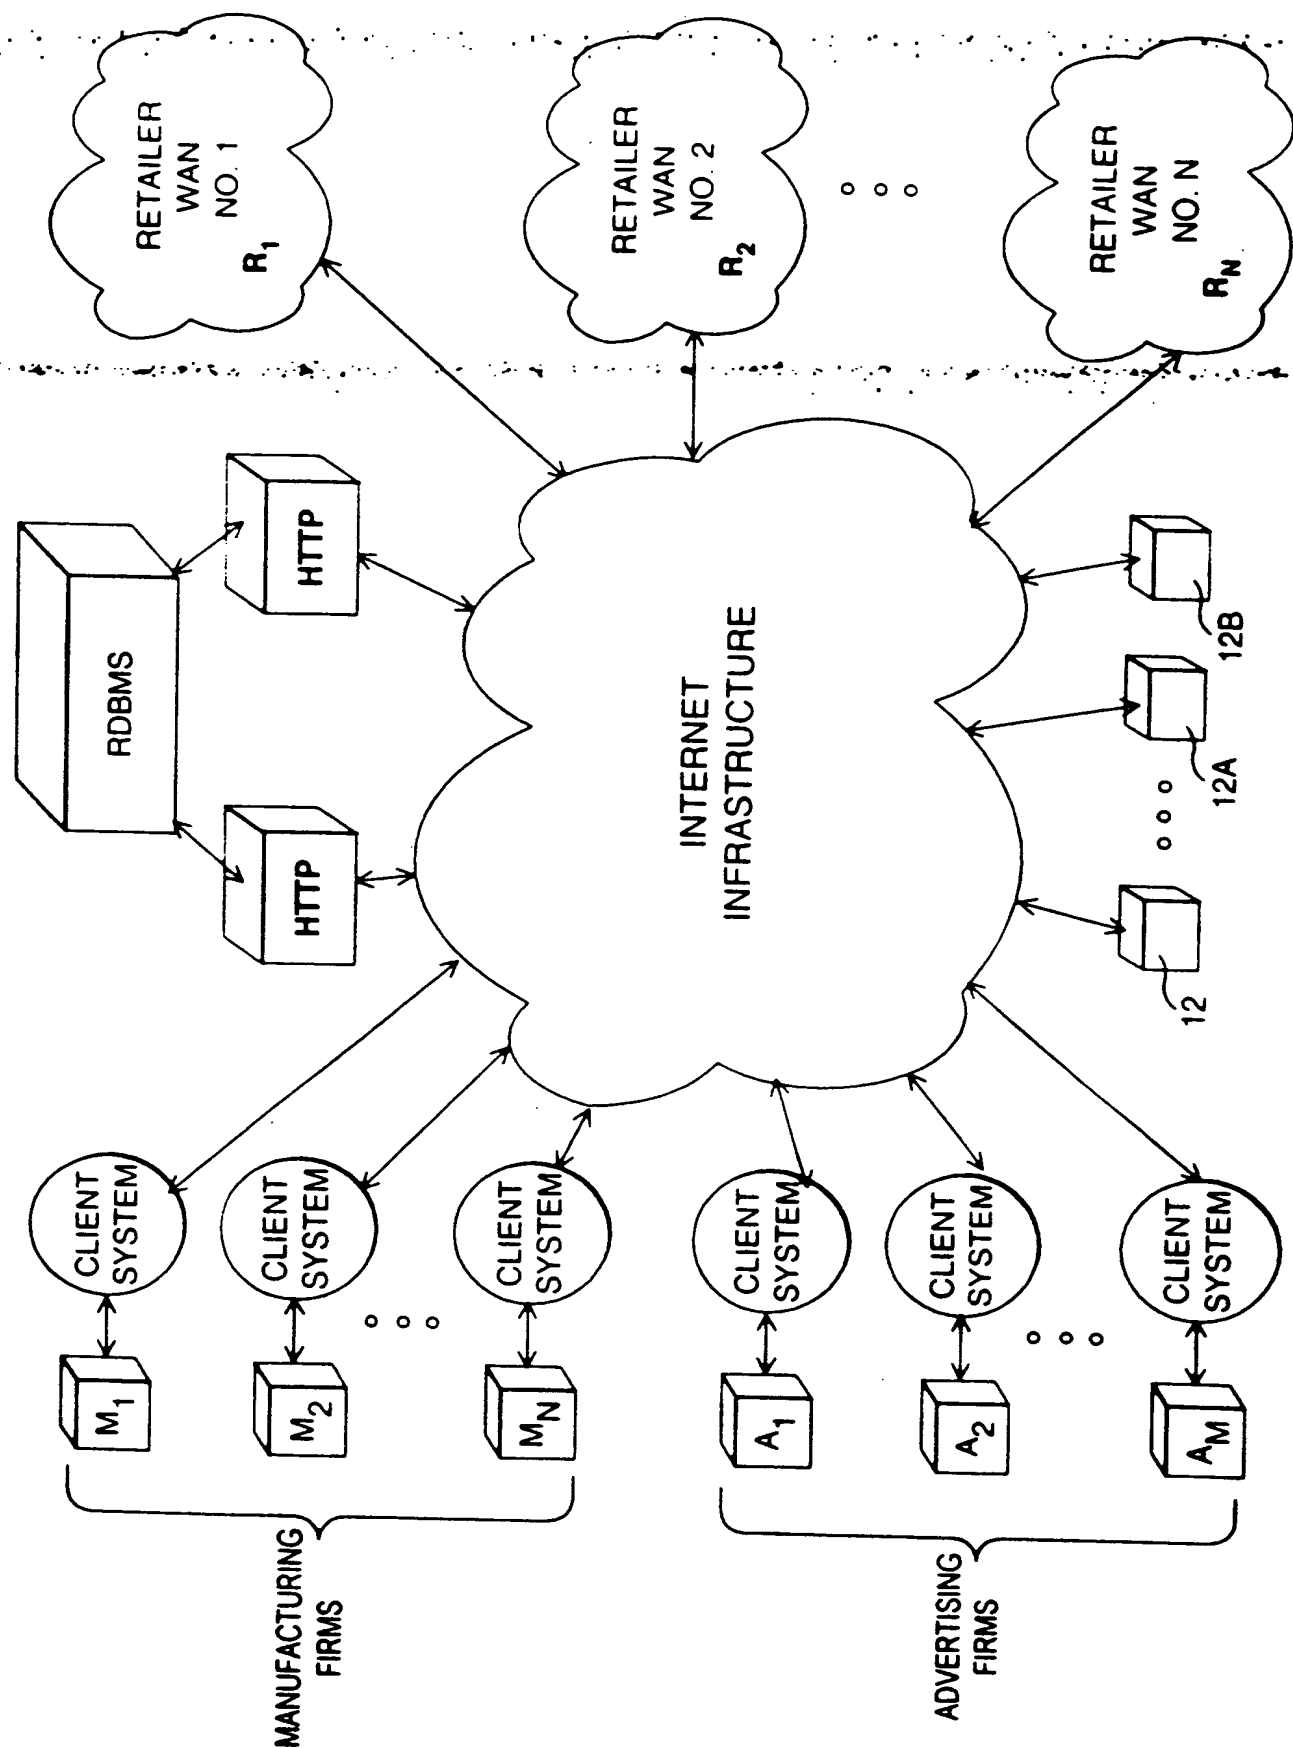 MANUFACTURING
FIRMS
M1
CLIENT
SYSTEM
M2
CLIENT
SYSTEM
MN
CLIENT
SYSTEM
ADVERTISING
FIRMS
A1
CLIENT
SYSTEM
A2
CLIENT
SYSTEM
AM
CLIENT
SYSTEM
RDBMS
HTTP
HTTP
INTERNET
INFRASTRUCTURE
12
12A
12B
RETAILER
WAN
NO. 1
R1
RETAILER
WAN
NO. 2
R2
RETAILER
WAN
NO. N
RN